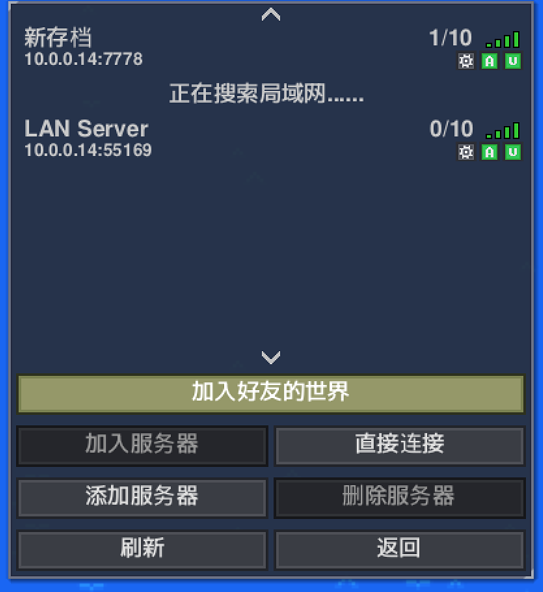 新存档 1/10
10.0.0.14:7778 A U
正在搜索局域网......
LAN Server 0/10
10.0.0.14:55169 A U
加入好友的世界
加入服务器 直接连接
添加服务器 删除服务器
刷新 返回